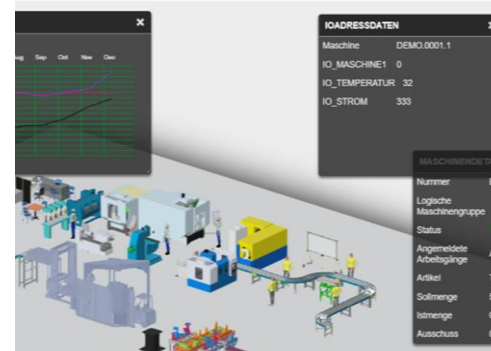 Aug Sep Oct Nov Dec
IOADRESSDATEN
Maschine DEMO.0001.1
IO_MASCHINE1 0
IO_TEMPERATUR 32
IO_STROM 333
Nummer
Logische
Maschinengruppe
Status
Angemeldete
Arbeitsgänge
Artikel
Sollmenge
Istmenge
Ausschuss